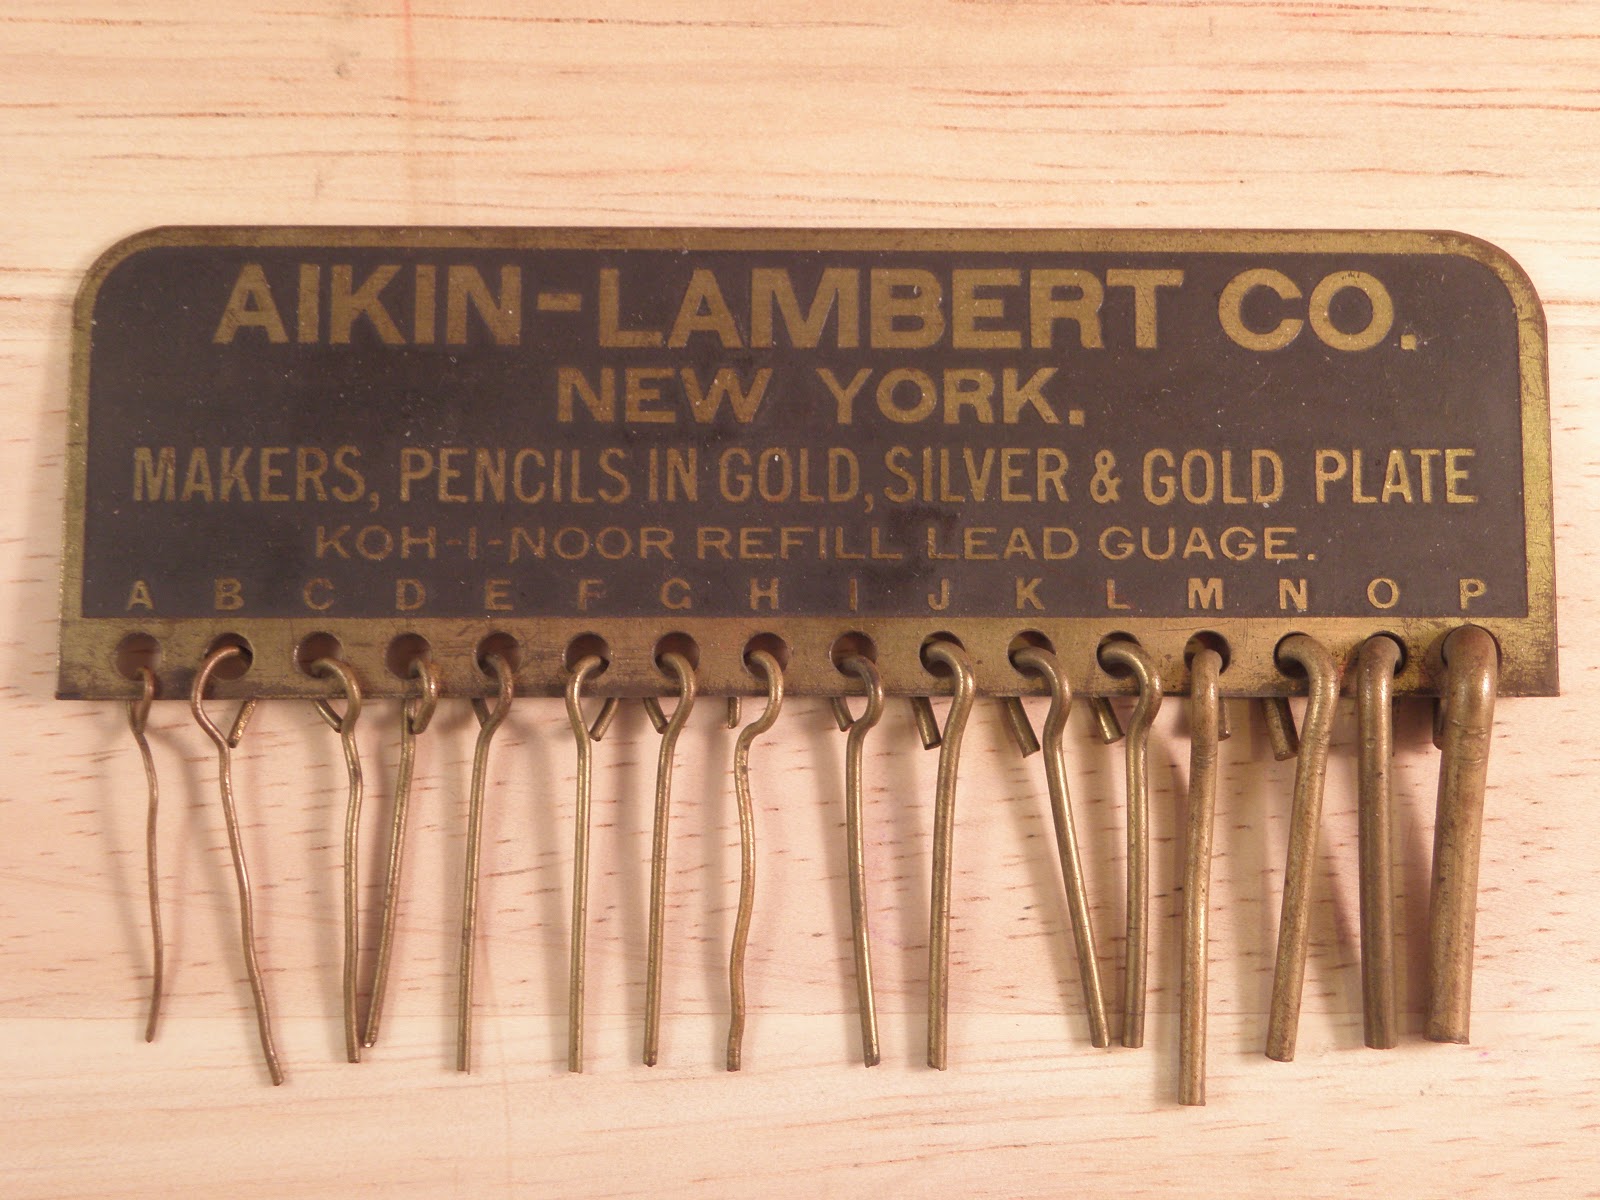 AIKIN-LAMBERT CO.
NEW YORK.
MAKERS, PENCILS IN GOLD, SILVER & GOLD PLATE
KOH-I-NOOR REFILL LEAD GUAGE.
A B C D E F G H I J K L M N O P